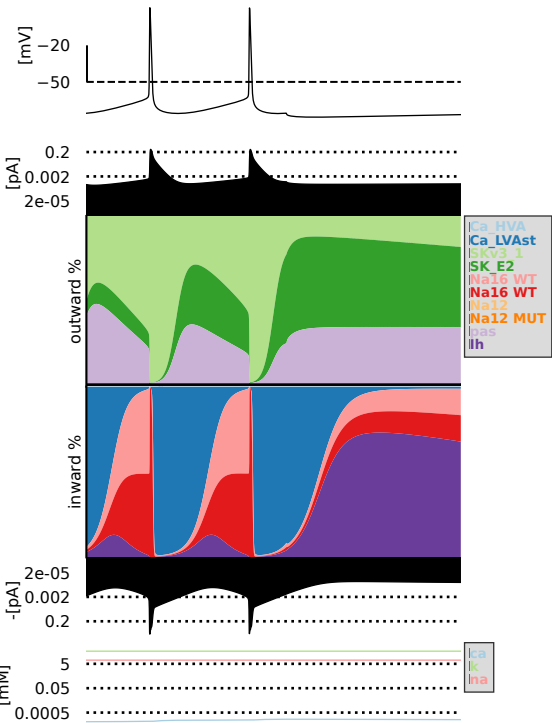 [mV]
−20
−50
[pA]
0.2
0.002
2e-05
outward %
Ca_HVA
Ca_LVAst
SKv3_1
SK_E2
Na16 WT
Na16 WT
Na12
Na12 MUT
pas
Ih
inward %
-[pA]
2e-05
0.002
0.2
[mM]
5
0.05
0.0005
ca
k
na